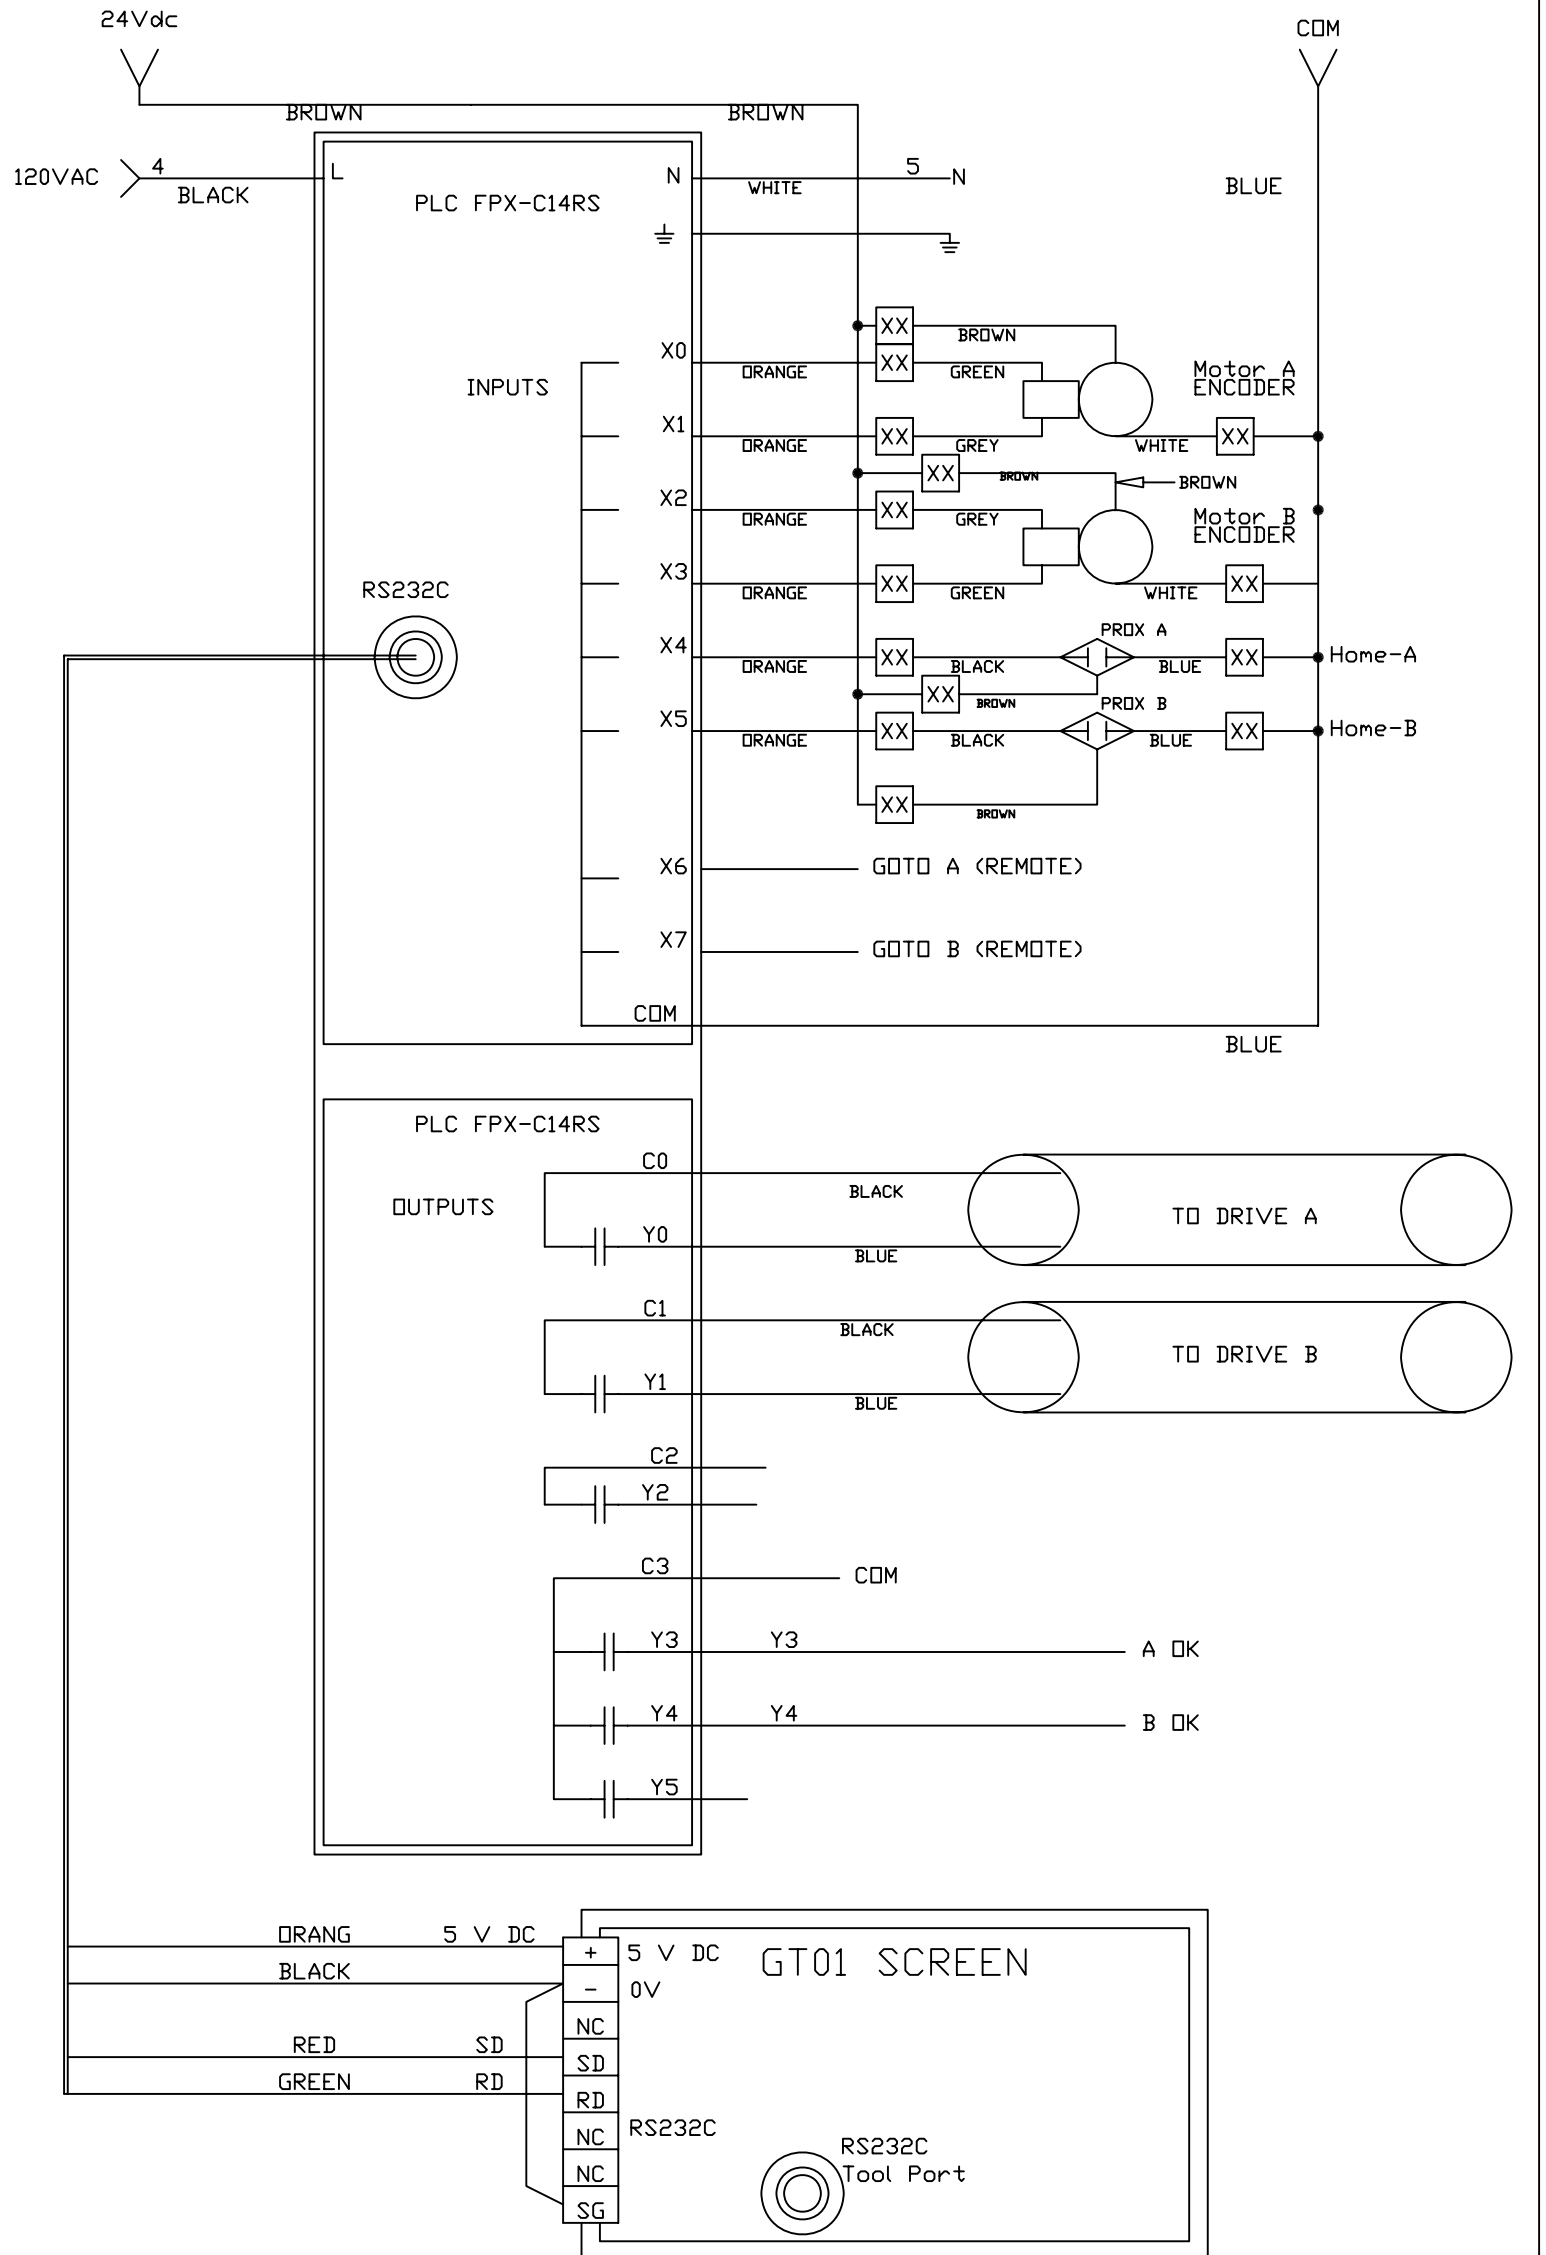 24Vdc
COM
BROWN
BROWN
120VAC
4
BLACK
L
N
WHITE
5
N
BLUE
PLC FPX-C14RS
XX
BROWN
X0
ORANGE
XX
GREEN
INPUTS
Motor A
ENCODER
X1
ORANGE
XX
GREY
WHITE
XX
XX
BROWN
BROWN
X2
ORANGE
XX
GREY
Motor B
ENCODER
X3
ORANGE
XX
GREEN
WHITE
XX
RS232C
PROX A
X4
ORANGE
XX
BLACK
BLUE
XX
Home-A
XX
BROWN
PROX B
X5
ORANGE
XX
BLACK
BLUE
XX
Home-B
XX
BROWN
X6
GOTO A (REMOTE)
X7
GOTO B (REMOTE)
COM
BLUE
PLC FPX-C14RS
C0
BLACK
OUTPUTS
TO DRIVE A
Y0
BLUE
C1
BLACK
TO DRIVE B
Y1
BLUE
C2
Y2
C3
COM
Y3
Y3
A OK
Y4
Y4
B OK
Y5
ORANG
5 V DC
+
5 V DC
GT01 SCREEN
BLACK
-
0V
NC
RED
SD
SD
GREEN
RD
RD
RS232C
NC
RS232C
Tool Port
NC
SG